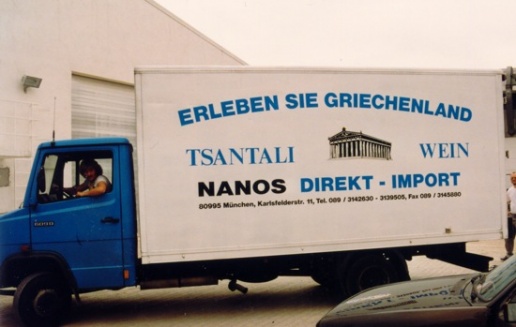 ERLEBEN SIE GRIECHENLAND
TSANTALI WEIN
NANOS DIREKT - IMPORT
80995 München, Karlsfelderstr. 11, Tel. 089 / 3142630 - 3139505, Fax 089 / 3145880